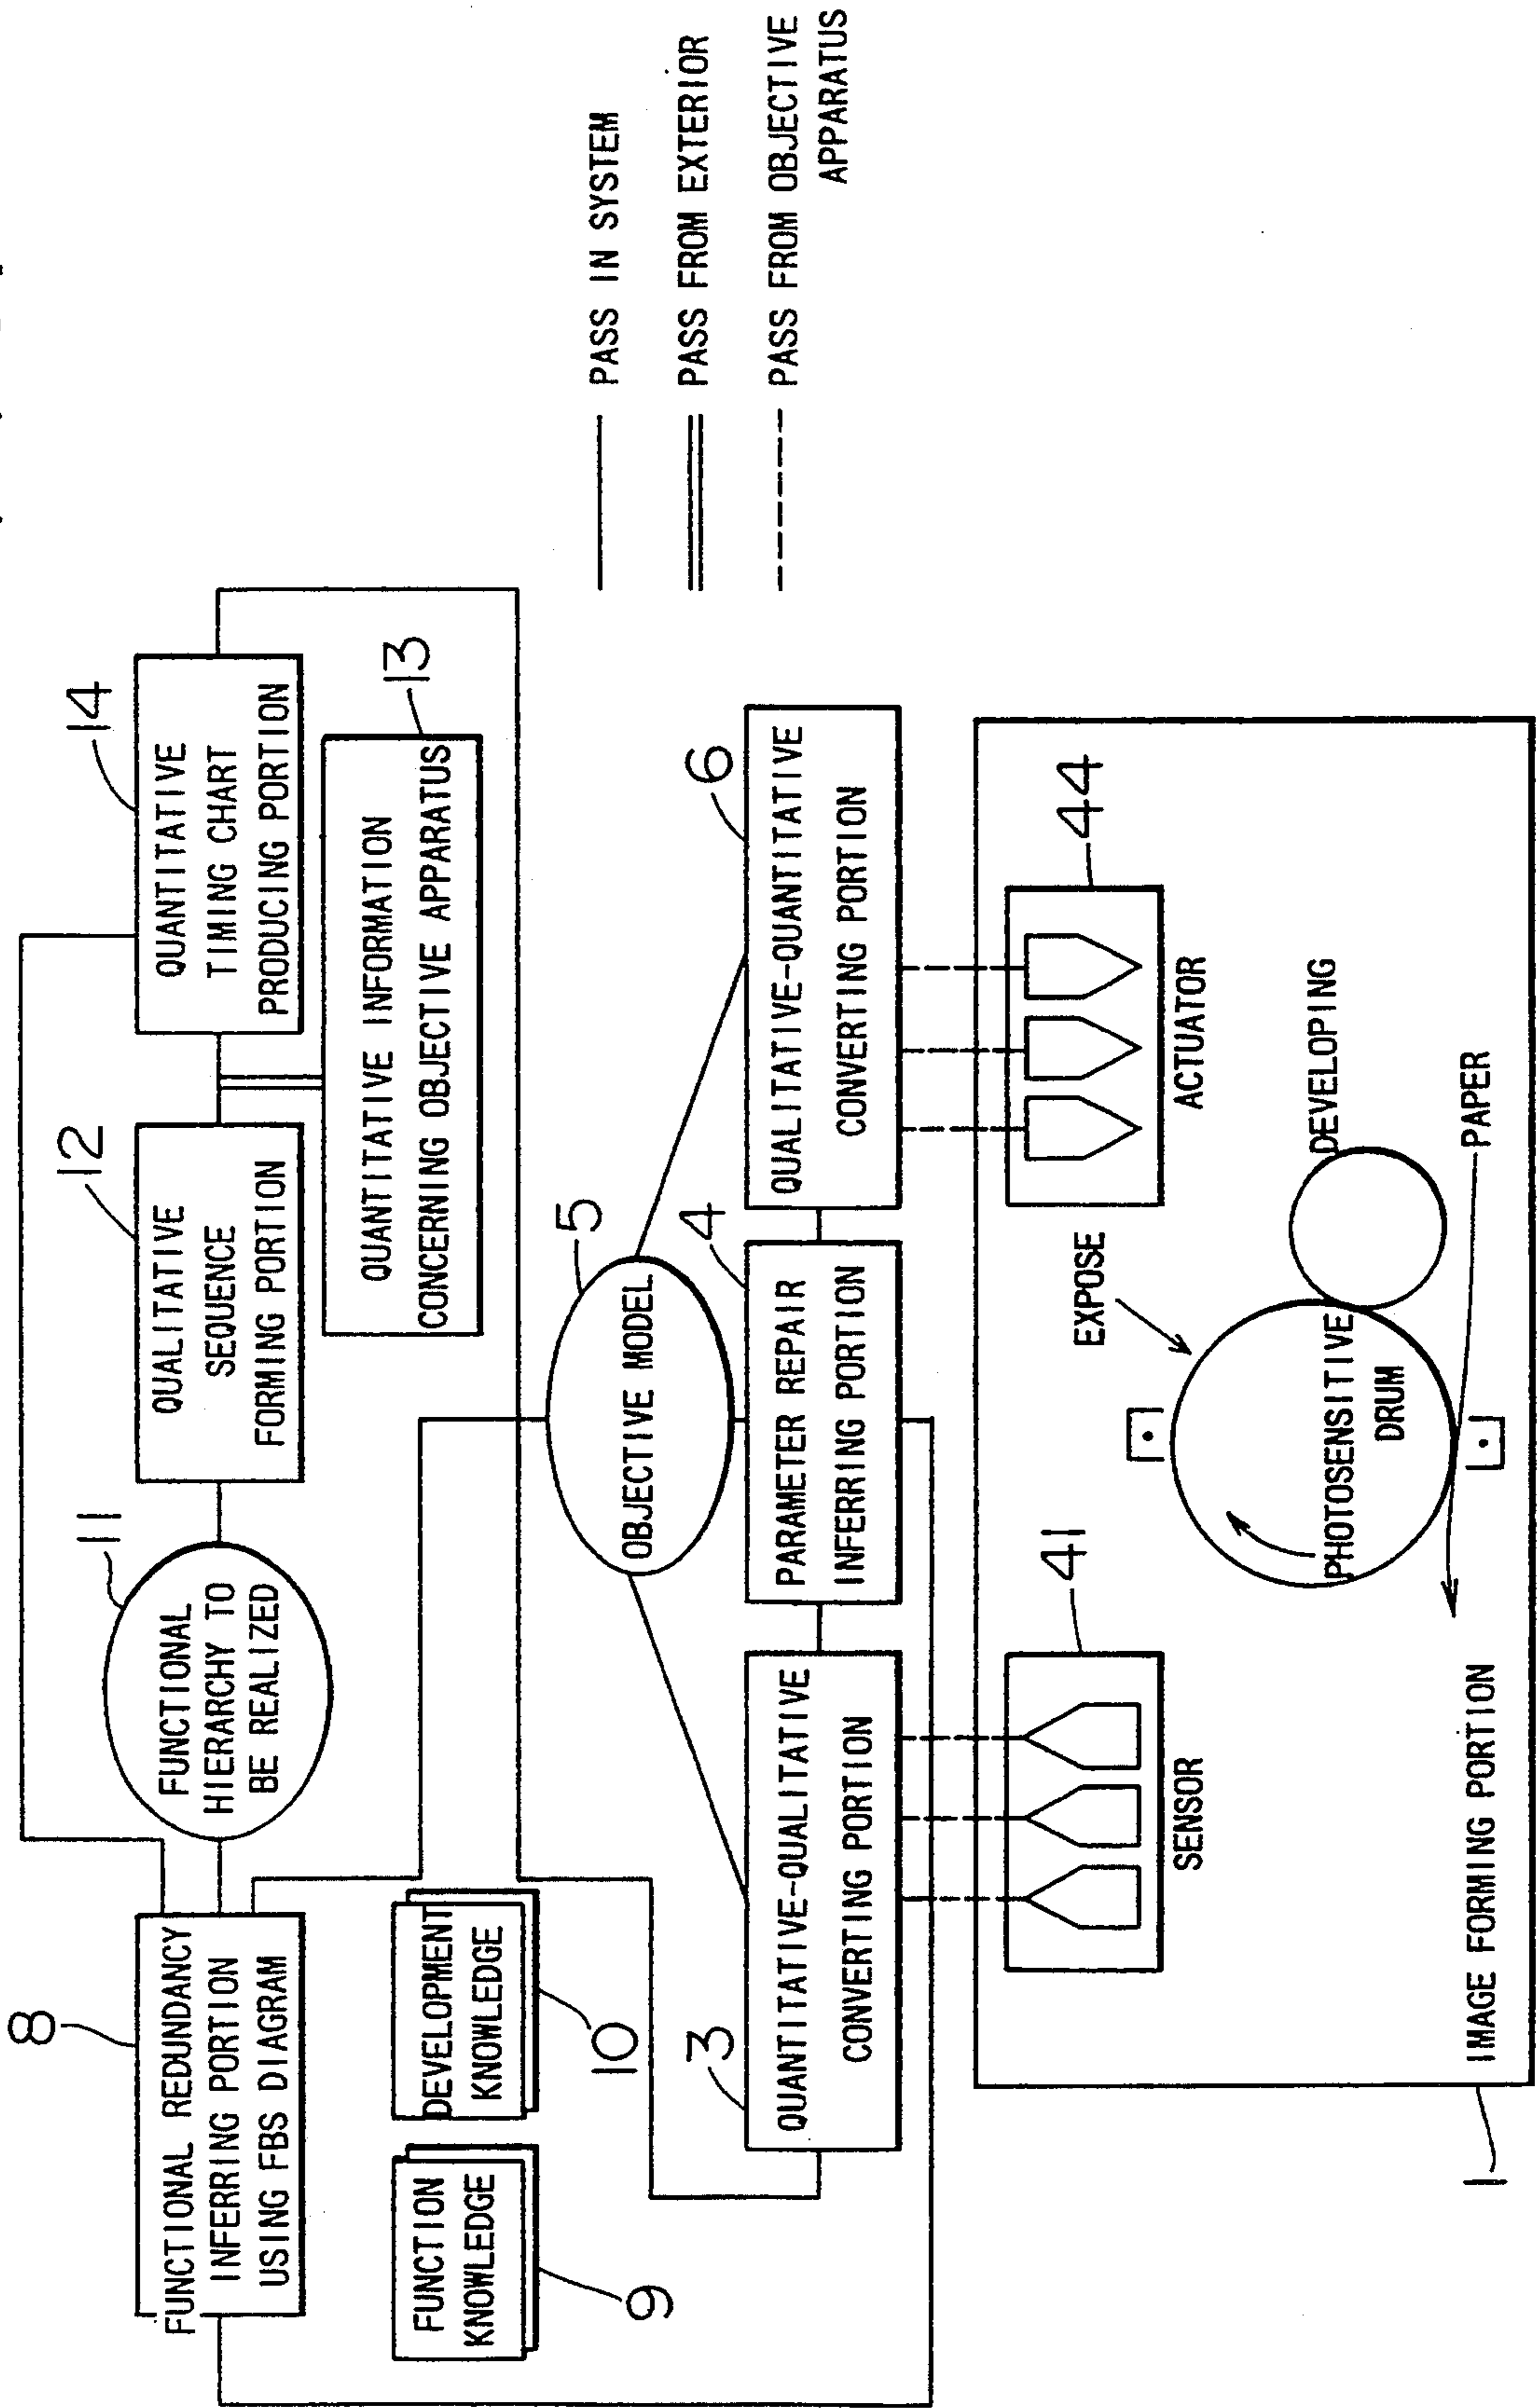 8
FUNCTIONAL REDUNDANCY
INFERRING PORTION
USING FBS DIAGRAM
11
FUNCTIONAL
HIERARCHY TO
BE REALIZED
12
QUALITATIVE
SEQUENCE
FORMING PORTION
14
QUANTITATIVE
TIMING CHART
PRODUCING PORTION
QUANTITATIVE INFORMATION
CONCERNING OBJECTIVE APPARATUS
13
FUNCTION
KNOWLEDGE
9
DEVELOPMENT
KNOWLEDGE
10
5
OBJECTIVE MODEL
3
QUANTITATIVE-QUALITATIVE
CONVERTING PORTION
4
PARAMETER REPAIR
INFERRING PORTION
6
QUALITATIVE-QUANTITATIVE
CONVERTING PORTION
PASS IN SYSTEM
PASS FROM EXTERIOR
PASS FROM OBJECTIVE
APPARATUS
41
SENSOR
44
ACTUATOR
EXPOSE
DEVELOPING
PHOTOSENSITIVE
DRUM
PAPER
IMAGE FORMING PORTION
1